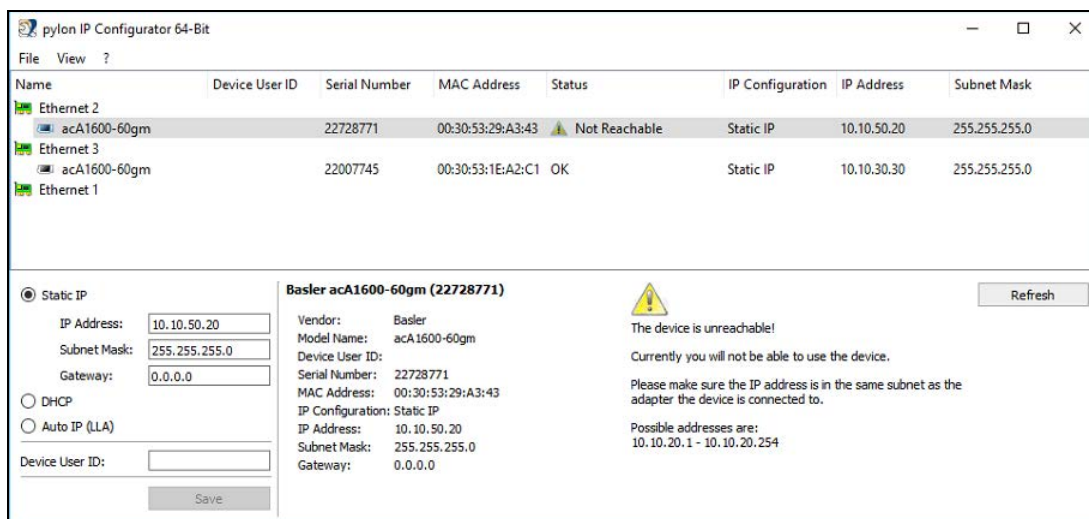 pylon IP Configurator 64-Bit
File View ?
Name Device User ID Serial Number MAC Address Status IP Configuration IP Address Subnet Mask
Ethernet 2
acA1600-60gm 22728771 00:30:53:29:A3:43 Not Reachable Static IP 10.10.50.20 255.255.255.0
Ethernet 3
acA1600-60gm 22007745 00:30:53:1E:A2:C1 OK Static IP 10.10.30.30 255.255.255.0
Ethernet 1
Static IP
IP Address: 10.10.50.20
Subnet Mask: 255.255.255.0
Gateway: 0.0.0.0
DHCP
Auto IP (LLA)
Device User ID:
Save
Basler acA1600-60gm (22728771)
Vendor: Basler
Model Name: acA1600-60gm
Device User ID:
Serial Number: 22728771
MAC Address: 00:30:53:29:A3:43
IP Configuration: Static IP
IP Address: 10.10.50.20
Subnet Mask: 255.255.255.0
Gateway: 0.0.0.0
The device is unreachable!
Currently you will not be able to use the device.
Please make sure the IP address is in the same subnet as the
adapter the device is connected to.
Possible addresses are:
10.10.20.1 - 10.10.20.254
Refresh